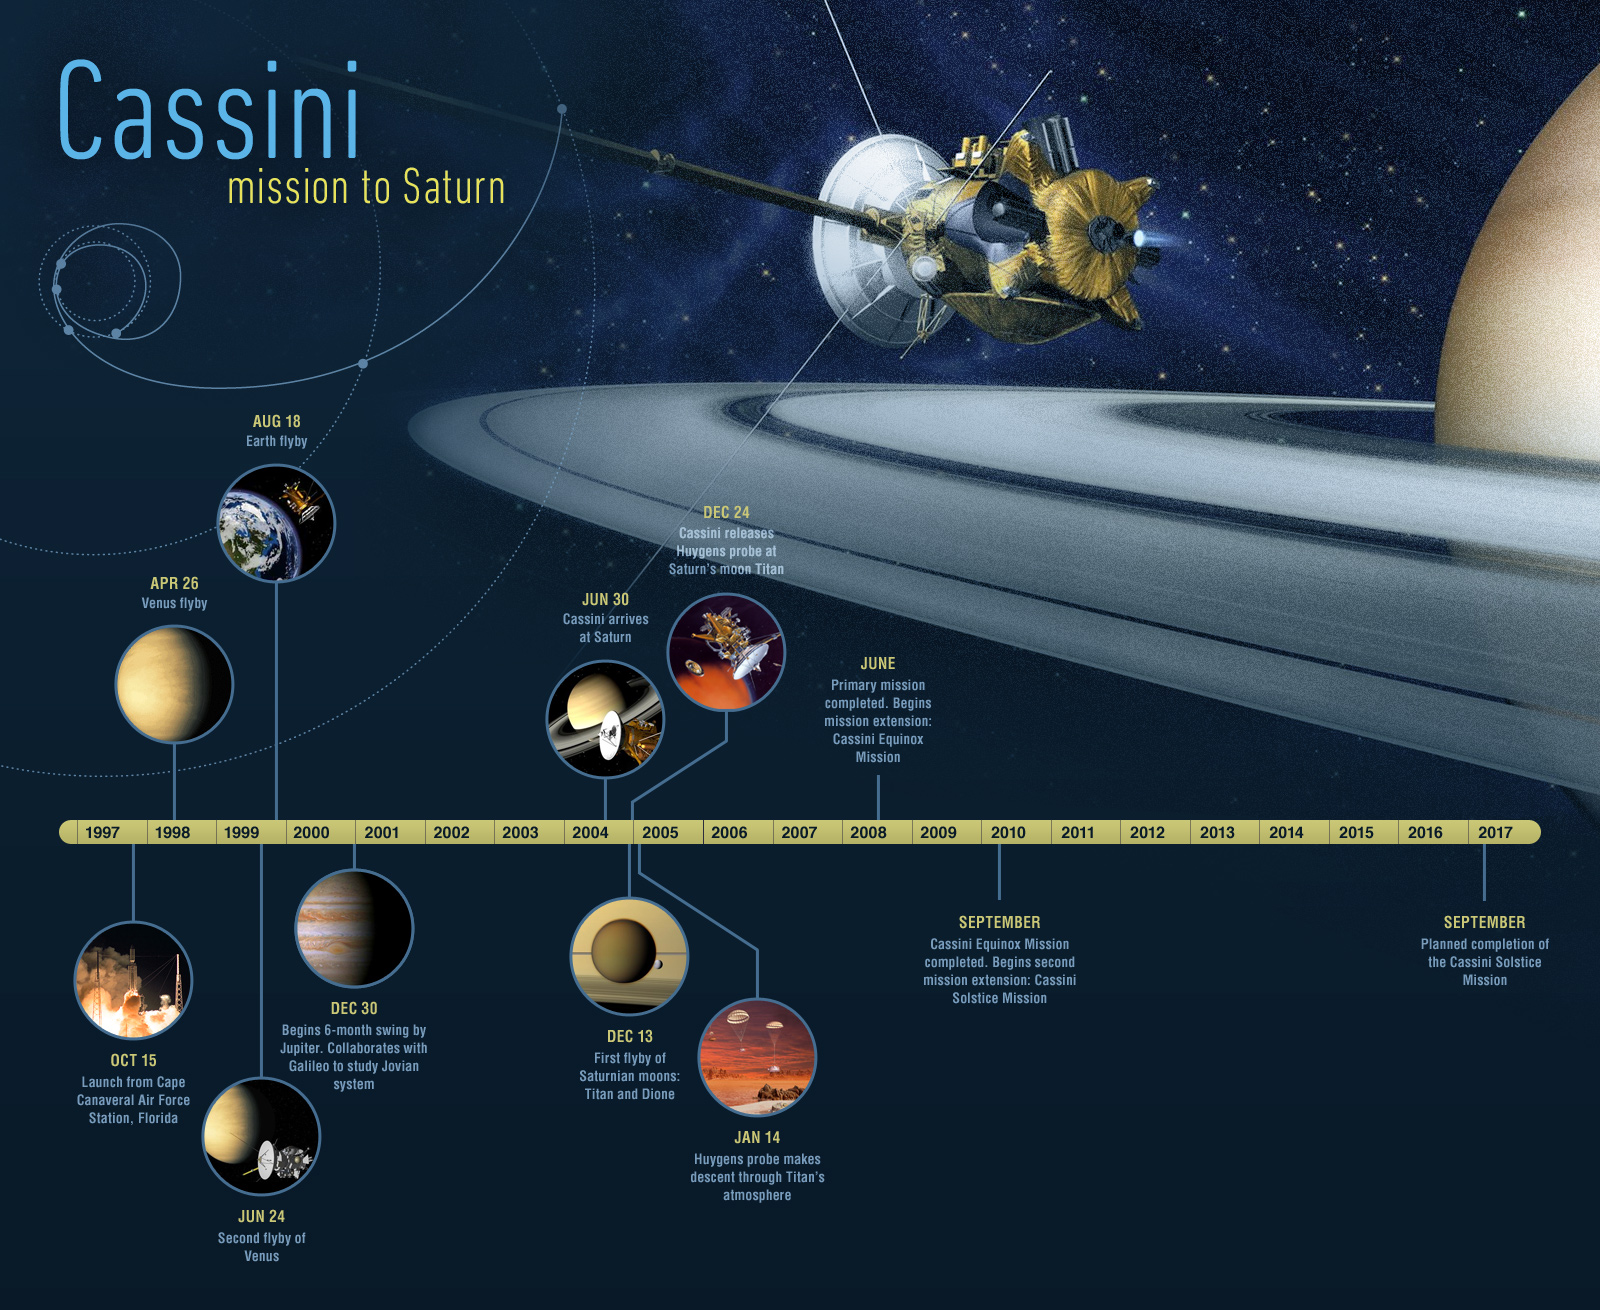 Cassini
mission to Saturn
AUG 18
Earth flyby
APR 26
Venus flyby
DEC 24
Cassini releases
Huygens probe at
Saturn's moon Titan
JUN 30
Cassini arrives
at Saturn
JUNE
Primary mission
completed. Begins
mission extension:
Cassini Equinox
Mission
1997 1998 1999 2000 2001 2002 2003 2004 2005 2006 2007 2008 2009 2010 2011 2012 2013 2014 2015 2016 2017
OCT 15
Launch from Cape
Canaveral Air Force
Station, Florida
JUN 24
Second flyby of
Venus
DEC 30
Begins 6-month swing by
Jupiter. Collaborates with
Galileo to study Jovian
system
DEC 13
First flyby of
Saturnian moons:
Titan and Dione
JAN 14
Huygens probe makes
descent through Titan's
atmosphere
SEPTEMBER
Cassini Equinox Mission
completed. Begins second
mission extension: Cassini
Solstice Mission
SEPTEMBER
Planned completion of
the Cassini Solstice
Mission